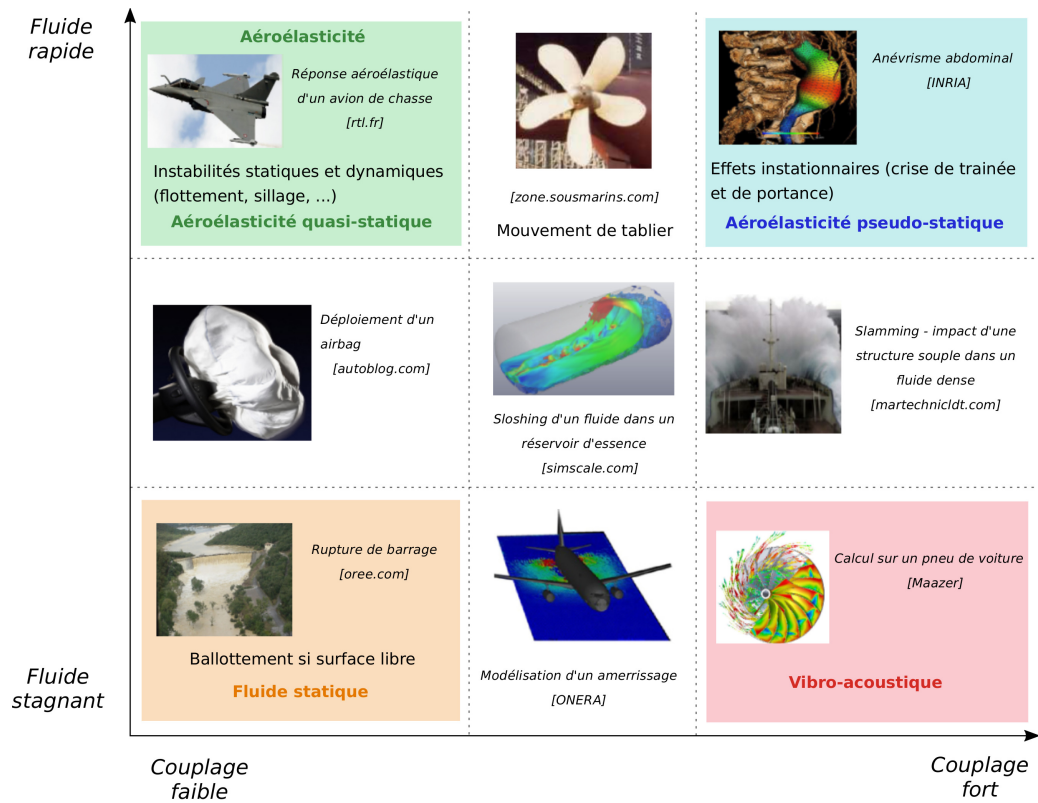 Fluide
rapide
Aéroélasticité
Réponse aéroélastique
d'un avion de chasse
[rtl.fr]
Instabilités statiques et dynamiques
(flottement, sillage, ...)
Aéroélasticité quasi-statique
[zone.sousmarins.com]
Mouvement de tablier
Anévrisme abdominal
[INRIA]
Effets instationnaires (crise de trainée
et de portance)
Aéroélasticité pseudo-statique
Déploiement d'un
airbag
[autoblog.com]
Sloshing d'un fluide dans un
réservoir d'essence
[simscale.com]
Slamming - impact d'une
structure souple dans un
fluide dense
[martechnicldt.com]
Rupture de barrage
[oree.com]
Ballottement si surface libre
Fluide statique
Modélisation d'un amerrissage
[ONERA]
Calcul sur un pneu de voiture
[Maazer]
Vibro-acoustique
Fluide
stagnant
Couplage
faible
Couplage
fort